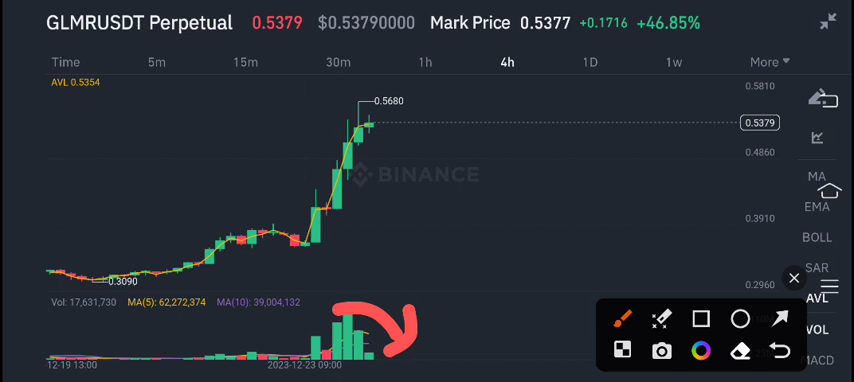 GLMRUSDT Perpetual 0.5379 $0.53790000 Mark Price 0.5377 +0.1716 +46.85%
Time 5m 15m 30m 1h 4h 1D 1w More
AVL 0.5354
0.5810
0.5680
0.5379
0.4860
BINANCE
MA
EMA
0.3910
BOLL
SAR
0.3090
0.2960
AVL
Vol: 17,631,730 MA(5): 62,272,374 MA(10): 39,004,132
VOL
MACD
12-19 13:00 2023-12-23 09:00